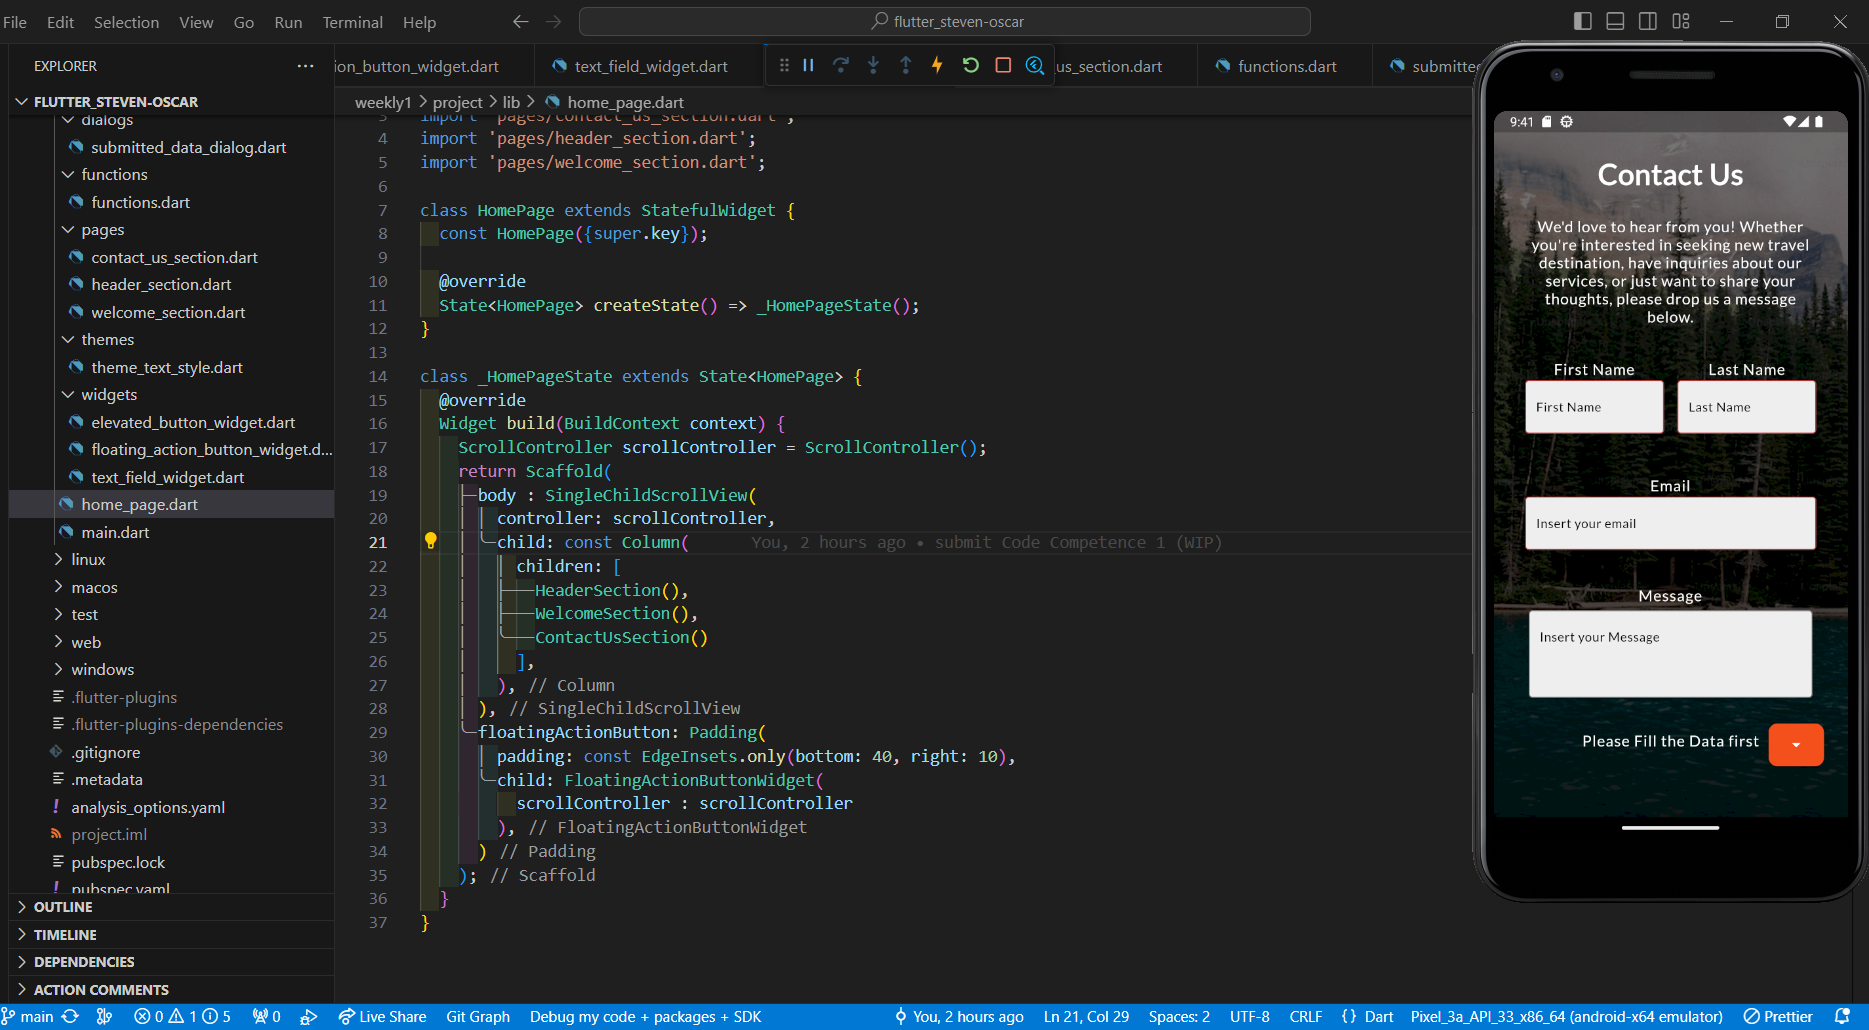 File Edit Selection View Go Run Terminal Help
flutter_steven-oscar
EXPLORER
FLUTTER_STEVEN-OSCAR
dialogs
submitted_data_dialog.dart
functions
functions.dart
pages
contact_us_section.dart
header_section.dart
welcome_section.dart
themes
theme_text_style.dart
widgets
elevated_button_widget.dart
floating_action_button_widget.d...
text_field_widget.dart
home_page.dart
main.dart
linux
macos
test
web
windows
.flutter-plugins
.flutter-plugins-dependencies
.gitignore
.metadata
analysis_options.yaml
project.iml
pubspec.lock
pubspec.yaml
OUTLINE
TIMELINE
DEPENDENCIES
ACTION COMMENTS
ion_button_widget.dart text_field_widget.dart us_section.dart functions.dart submitte
weekly1 > project > lib > home_page.dart
3 import 'pages/contact_us_section.dart';
4 import 'pages/header_section.dart';
5 import 'pages/welcome_section.dart';
6
7 class HomePage extends StatefulWidget {
8 const HomePage({super.key});
9
10 @override
11 State<HomePage> createState() => _HomePageState();
12 }
13
14 class _HomePageState extends State<HomePage> {
15 @override
16 Widget build(BuildContext context) {
17 ScrollController scrollController = ScrollController();
18 return Scaffold(
19 body : SingleChildScrollView(
20 controller: scrollController,
21 child: const Column( You, 2 hours ago • submit Code Competence 1 (WIP)
22 children: [
23 HeaderSection(),
24 WelcomeSection(),
25 ContactUsSection()
26 ],
27 ), // Column
28 ), // SingleChildScrollView
29 floatingActionButton: Padding(
30 padding: const EdgeInsets.only(bottom: 40, right: 10),
31 child: FloatingActionButtonWidget(
32 scrollController : scrollController
33 ), // FloatingActionButtonWidget
34 ) // Padding
35 ); // Scaffold
36 }
37 }
9:41
Contact Us
We'd love to hear from you! Whether
you're interested in seeking new travel
destination, have inquiries about our
services, or just want to share your
thoughts, please drop us a message
below.
First Name Last Name
First Name Last Name
Email
Insert your email
Message
Insert your Message
Please Fill the Data first
main 0 1 5 0 Live Share Git Graph Debug my code + packages + SDK You, 2 hours ago Ln 21, Col 29 Spaces: 2 UTF-8 CRLF {} Dart Pixel_3a_API_33_x86_64 (android-x64 emulator) Prettier